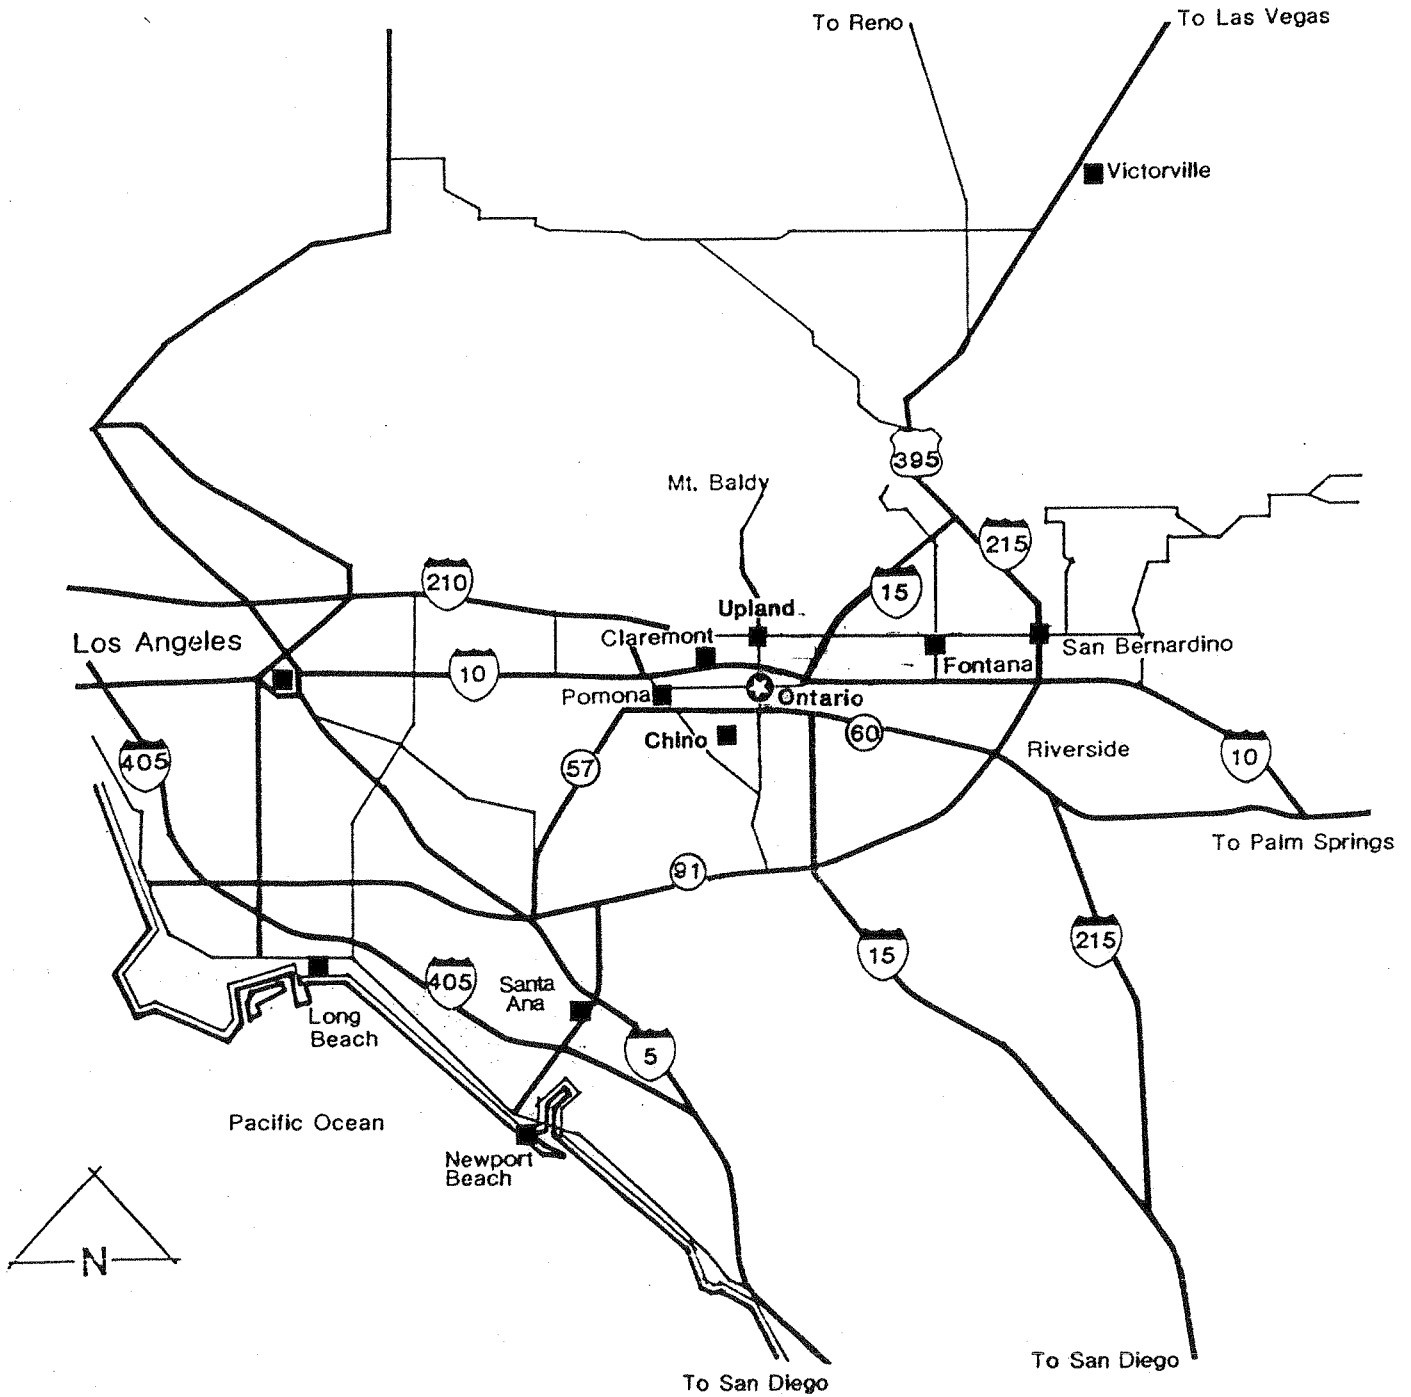 To Reno
To Las Vegas
Victorville
395
Mt. Baldy
215
210
15
Upland
Claremont
Los Angeles
San Bernardino
10
Fontana
Pomona
Ontario
Chino
60
Riverside
405
57
10
To Palm Springs
91
215
15
405
Santa
Ana
Long
Beach
5
Pacific Ocean
Newport
Beach
N
To San Diego
To San Diego